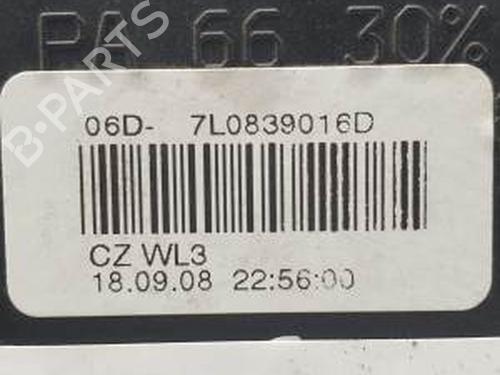 PA 66 30%
06D- 7L0839016D
CZ WL3
18.09.08 22:56:00
B-PARTS